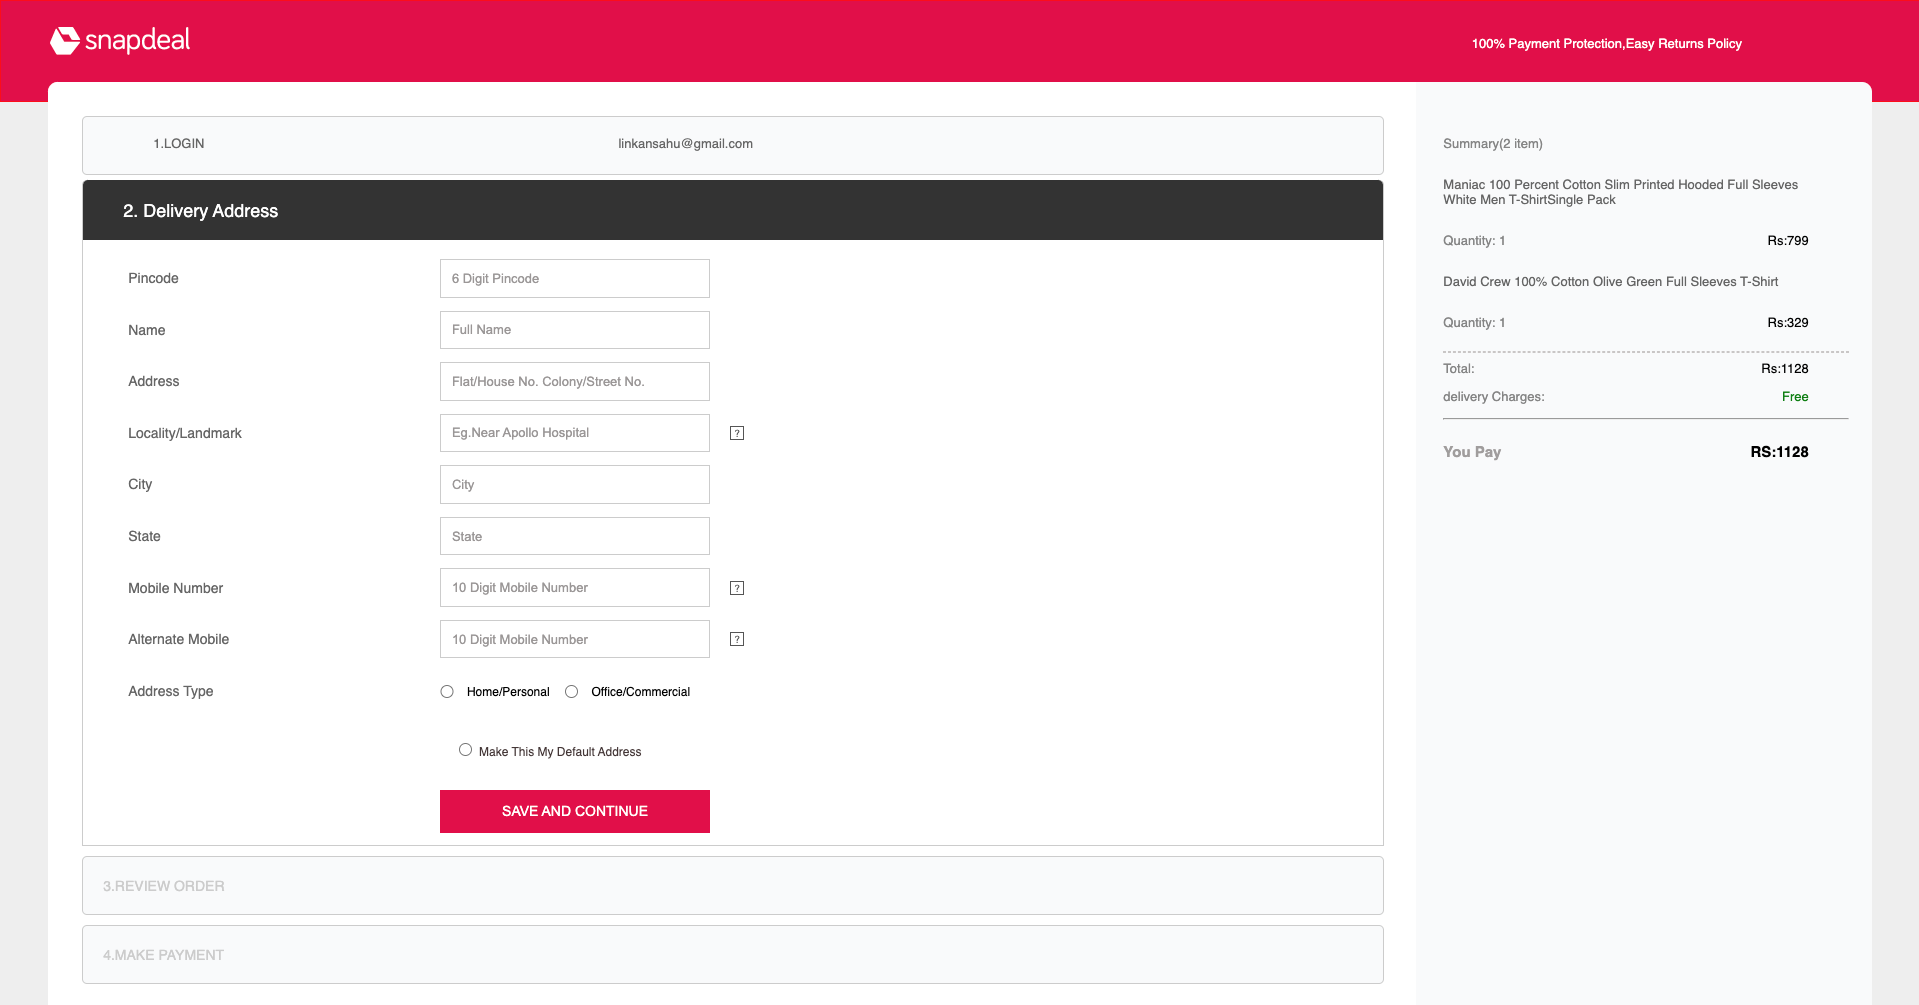 snapdeal
100% Payment Protection,Easy Returns Policy
1.LOGIN
linkansahu@gmail.com
2. Delivery Address
Pincode
6 Digit Pincode
Name
Full Name
Address
Flat/House No. Colony/Street No.
Locality/Landmark
Eg.Near Apollo Hospital
?
City
City
State
State
Mobile Number
10 Digit Mobile Number
?
Alternate Mobile
10 Digit Mobile Number
?
Address Type
Home/Personal
Office/Commercial
Make This My Default Address
SAVE AND CONTINUE
3.REVIEW ORDER
4.MAKE PAYMENT
Summary(2 item)
Maniac 100 Percent Cotton Slim Printed Hooded Full Sleeves
White Men T-ShirtSingle Pack
Quantity: 1
Rs:799
David Crew 100% Cotton Olive Green Full Sleeves T-Shirt
Quantity: 1
Rs:329
Total:
Rs:1128
delivery Charges:
Free
You Pay
RS:1128